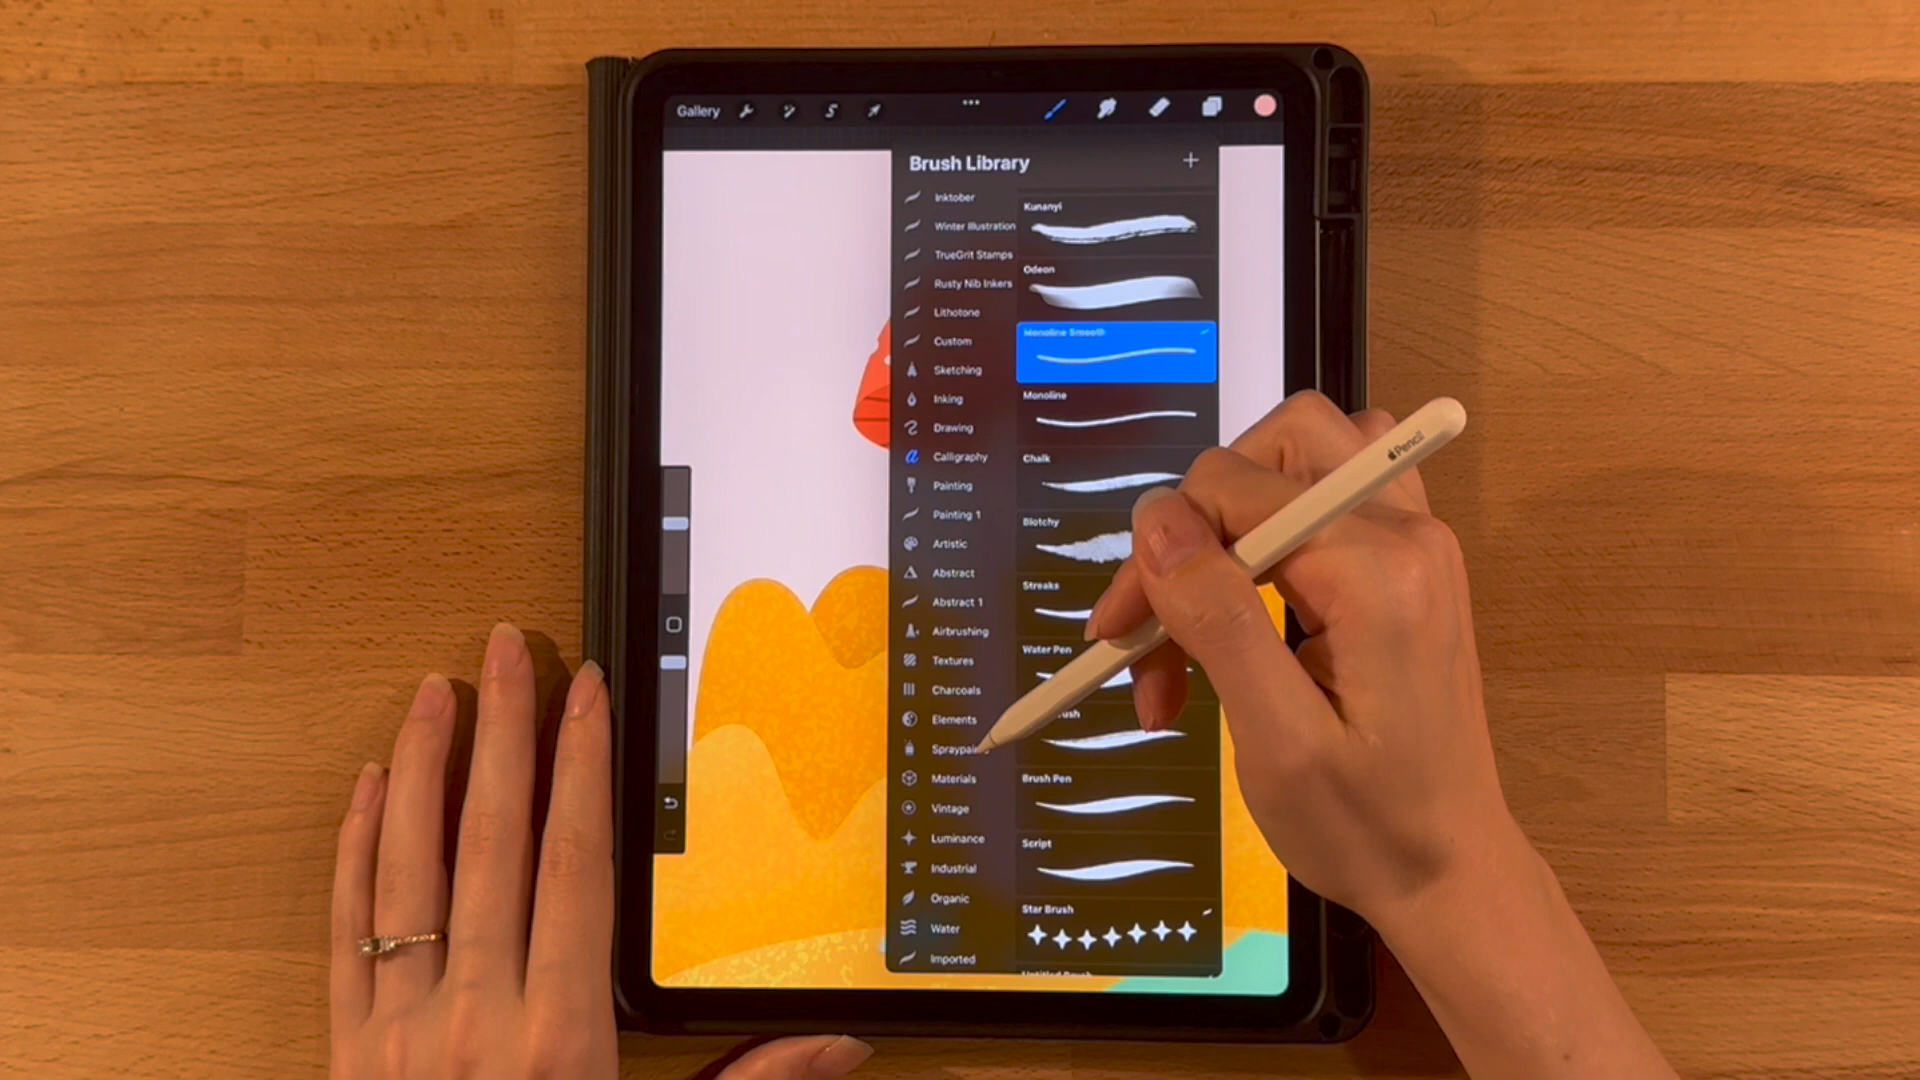 Gallery
Brush Library
Inktober
Winter Illustration
TrueGrit Stamps
Rusty Nib Inkers
Lithotone
Custom
Sketching
Inking
Drawing
Calligraphy
Painting
Painting 1
Artistic
Abstract
Abstract 1
Airbrushing
Textures
Charcoals
Elements
Materials
Vintage
Luminance
Industrial
Organic
Water
Imported
Kunanyi
Odeon
Monoline Smooth
Monoline
Chalk
Blotchy
Streaks
Water Pen
Brush Pen
Script
Star Brush
Pencil